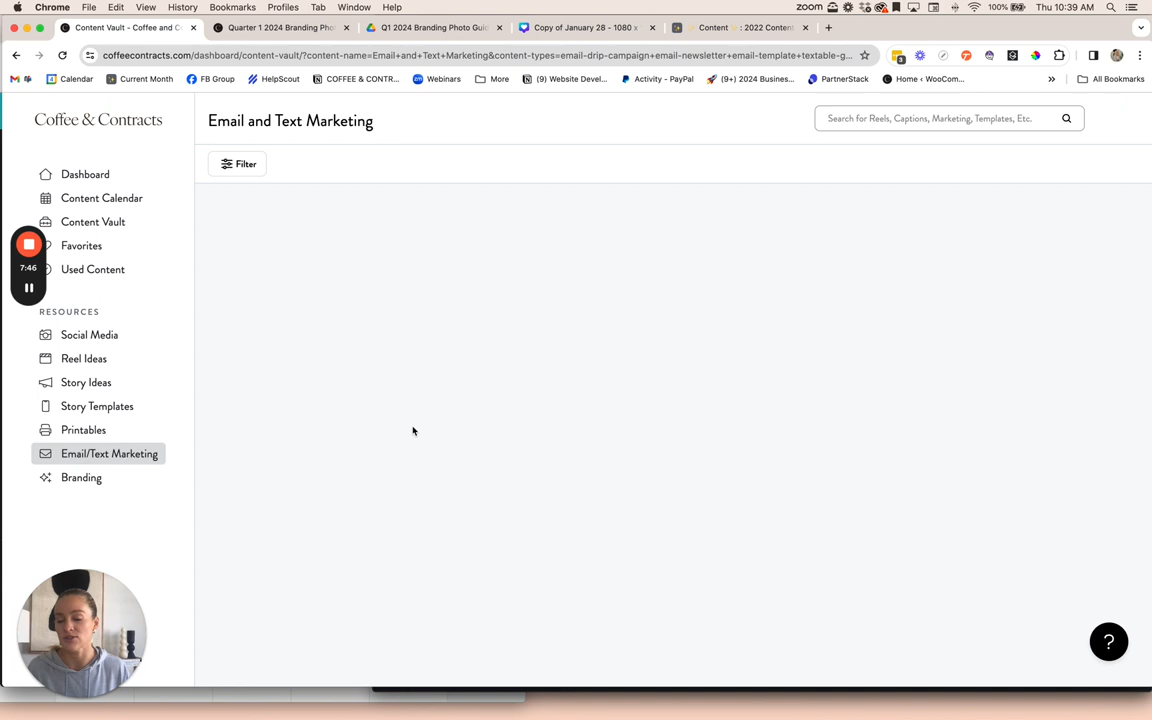 Chrome File Edit View History Bookmarks Profiles Tab Window Help zoom 100% Thu 10:39 AM
Content Vault - Coffee and C Quarter 1 2024 Branding Pho Q1 2024 Branding Photo Guid Copy of January 28 - 1080 x Content : 2022 Content
coffeecontracts.com/dashboard/content-vault/?content-name=Email+and+Text+Marketing&content-types=email-drip-campaign+email-newsletter+email-template+textable-g... 3
Calendar Current Month FB Group HelpScout COFFEE & CONTR... Webinars More (9) Website Devel... Activity - PayPal (9+) 2024 Busines... PartnerStack Home ‹ WooCom... » All Bookmarks
Coffee & Contracts
Email and Text Marketing
Search for Reels, Captions, Marketing, Templates, Etc.
Filter
Dashboard
Content Calendar
Content Vault
Favorites
Used Content
7:46
RESOURCES
Social Media
Reel Ideas
Story Ideas
Story Templates
Printables
Email/Text Marketing
Branding
?